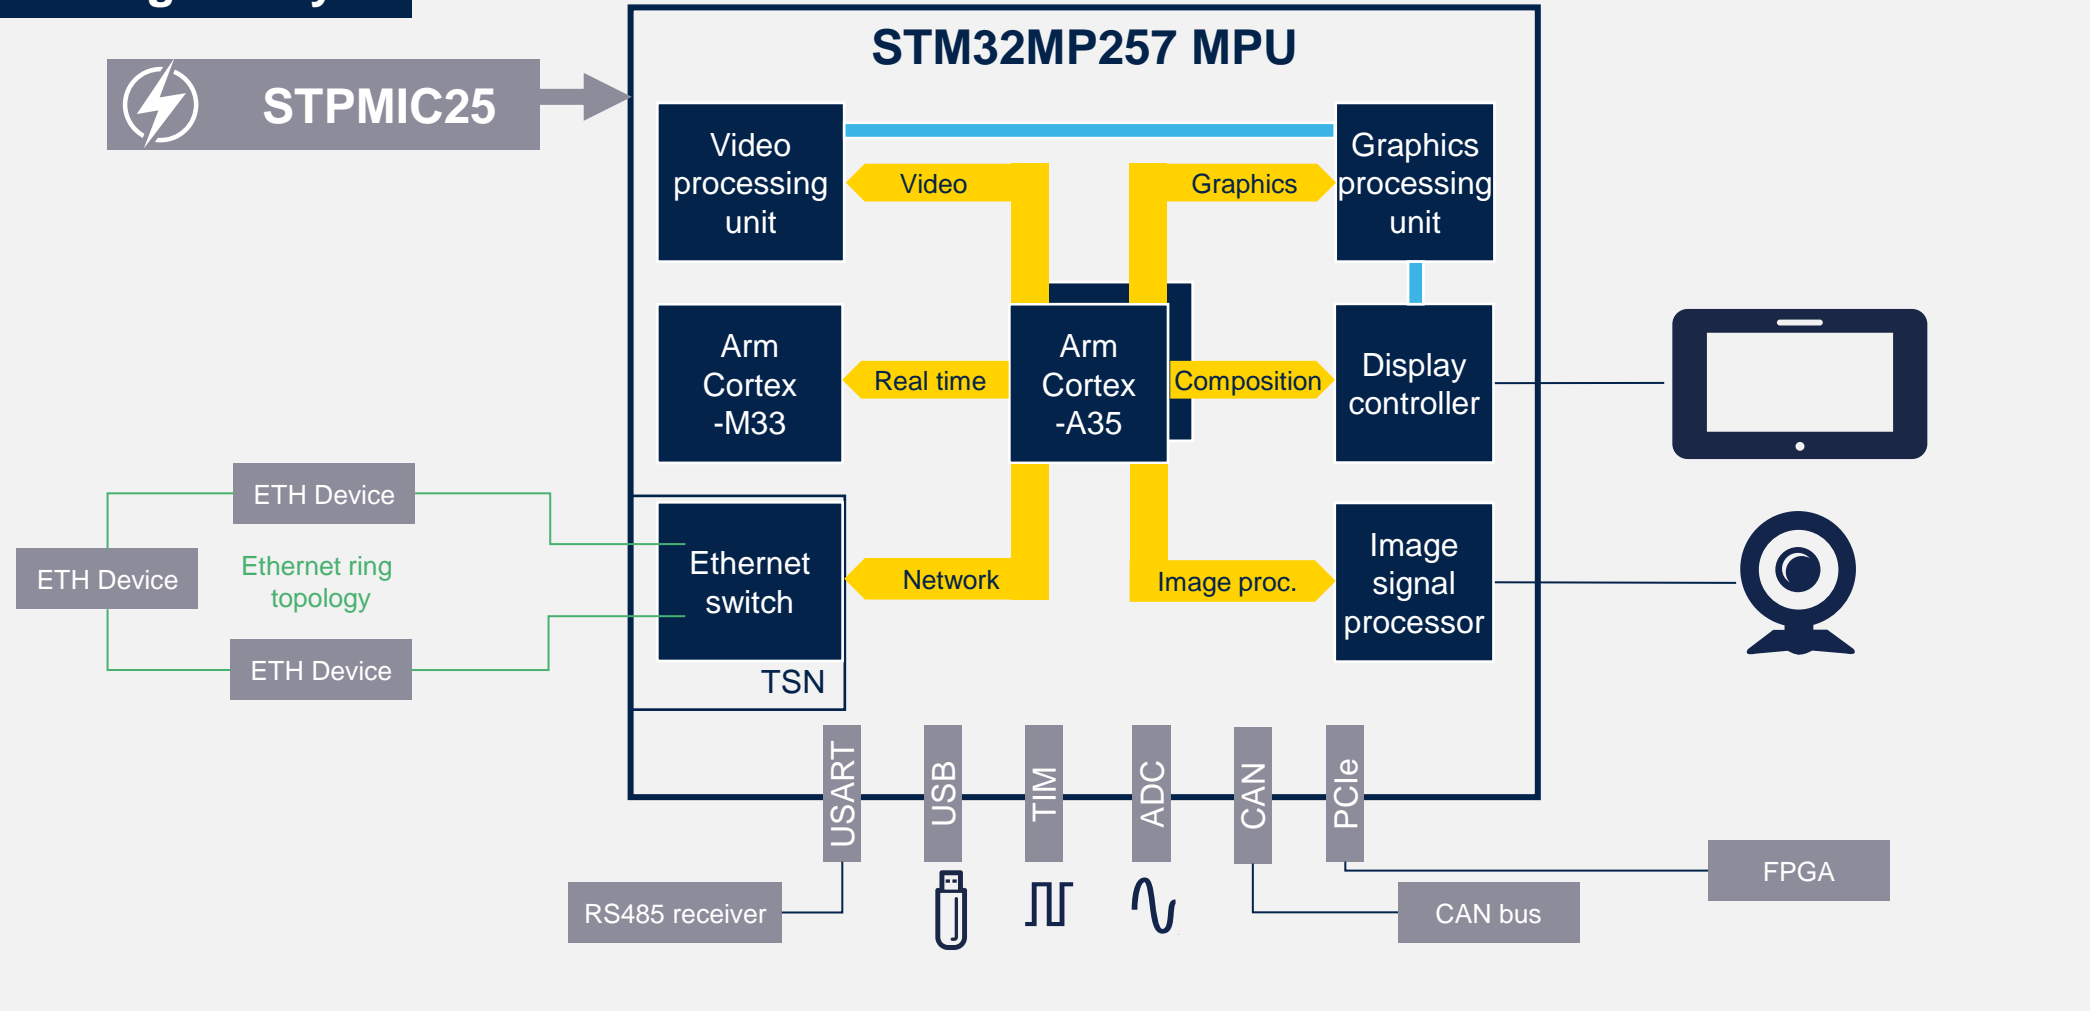 STM32MP257 MPU
STPMIC25
Video
processing
unit
Graphics
processing
unit
Video
Graphics
Arm
Cortex
-M33
Real time
Arm
Cortex
-A35
Composition
Display
controller
ETH Device
ETH Device
Ethernet ring
topology
ETH Device
Ethernet
switch
TSN
Network
Image proc.
Image
signal
processor
USART
USB
TIM
ADC
CAN
PCIe
RS485 receiver
CAN bus
FPGA